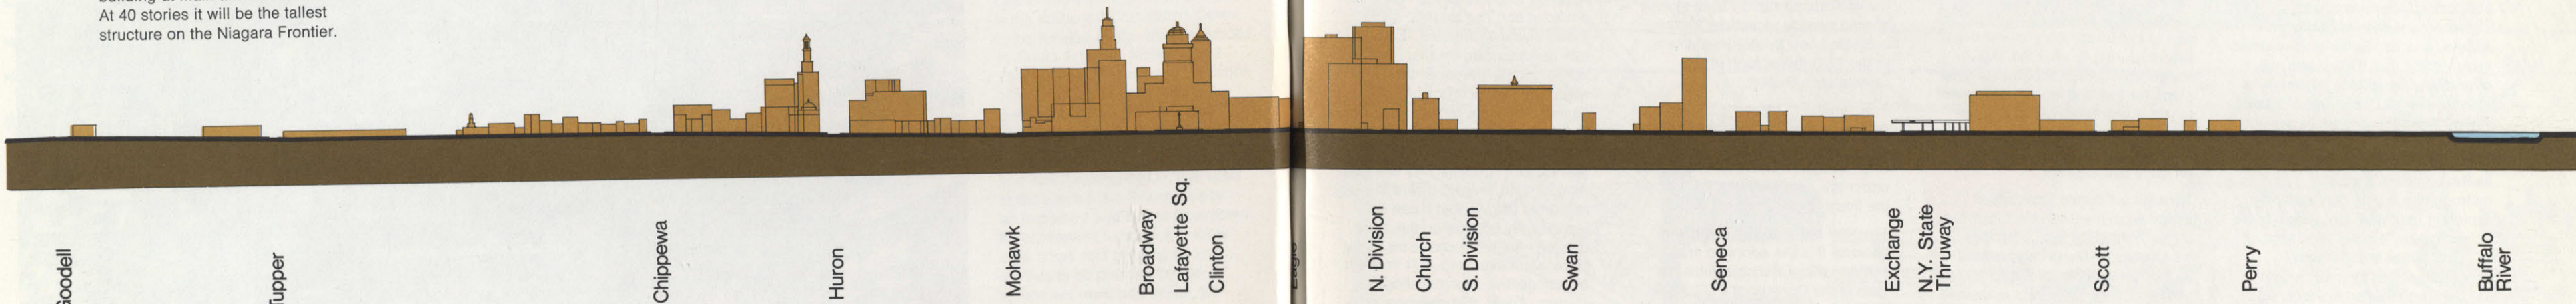 At 40 stories it will be the tallest
structure on the Niagara Frontier.
Goodell
Tupper
Chippewa
Huron
Mohawk
Broadway
Lafayette Sq.
Clinton
Eagle
N. Division
Church
S. Division
Swan
Seneca
Exchange
N.Y. State
Thruway
Scott
Perry
Buffalo
River